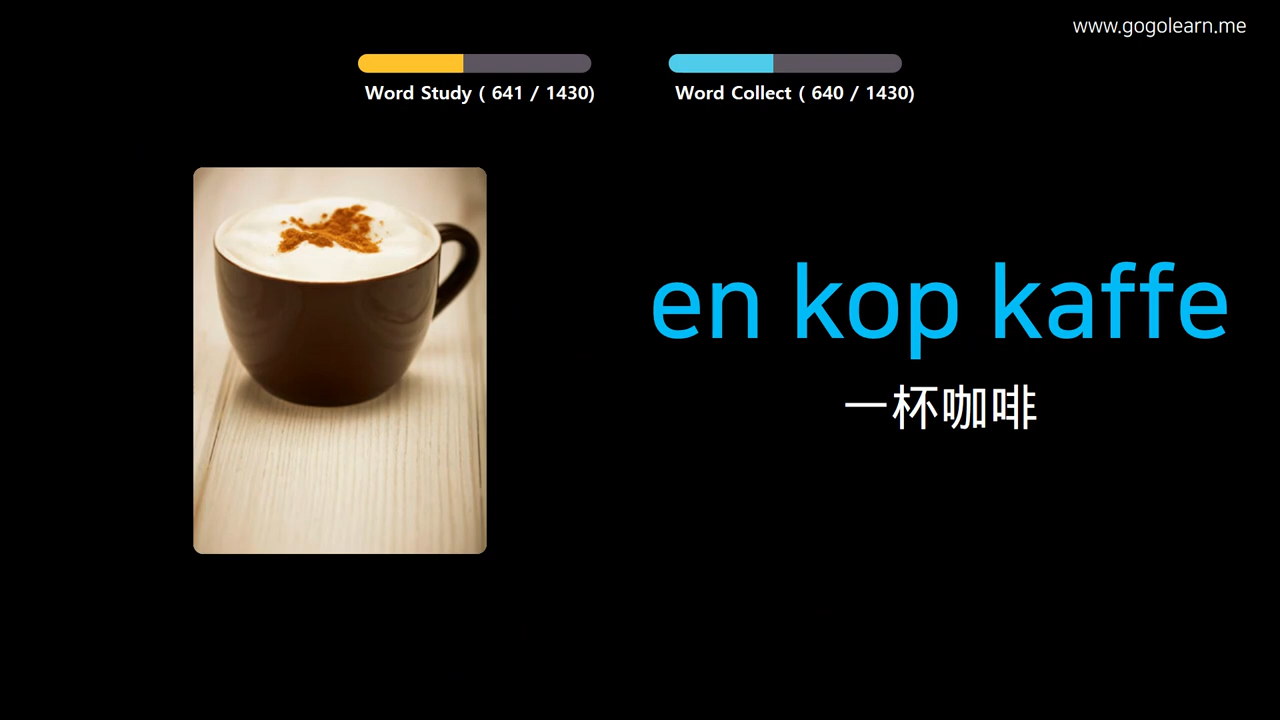 www.gogolearn.me
Word Study ( 641 / 1430)
Word Collect ( 640 / 1430)
en kop kaffe
一杯咖啡